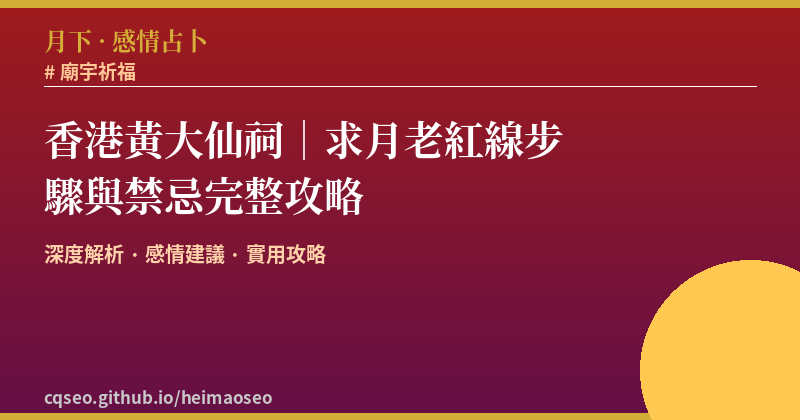 月下 · 感情占卜
# 廟宇祈福
香港黃大仙祠｜求月老紅線步
驟與禁忌完整攻略
深度解析 · 感情建議 · 實用攻略
cqseo.github.io/heimaoseo